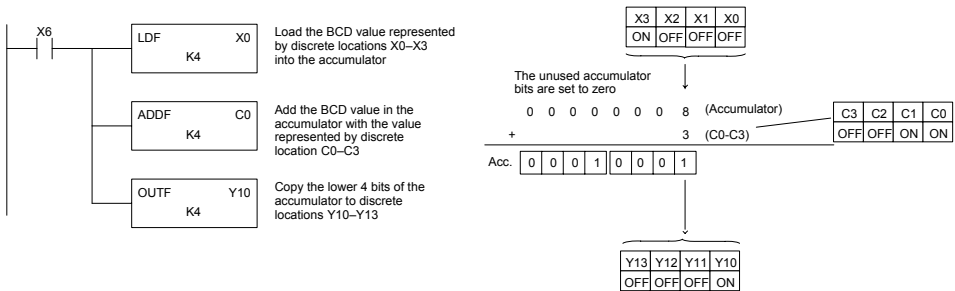 X6
LDF X0
K4
Load the BCD value represented
by discrete locations X0–X3
into the accumulator
ADDF C0
K4
Add the BCD value in the
accumulator with the value
represented by discrete
location C0–C3
OUTF Y10
K4
Copy the lower 4 bits of the
accumulator to discrete
locations Y10–Y13
X3 X2 X1 X0
ON OFF OFF OFF
The unused accumulator
bits are set to zero
0 0 0 0 0 0 8 (Accumulator)
+ 3 (C0-C3)
C3 C2 C1 C0
OFF OFF ON ON
Acc. 0 0 0 1 0 0 0 1
Y13 Y12 Y11 Y10
OFF OFF OFF ON